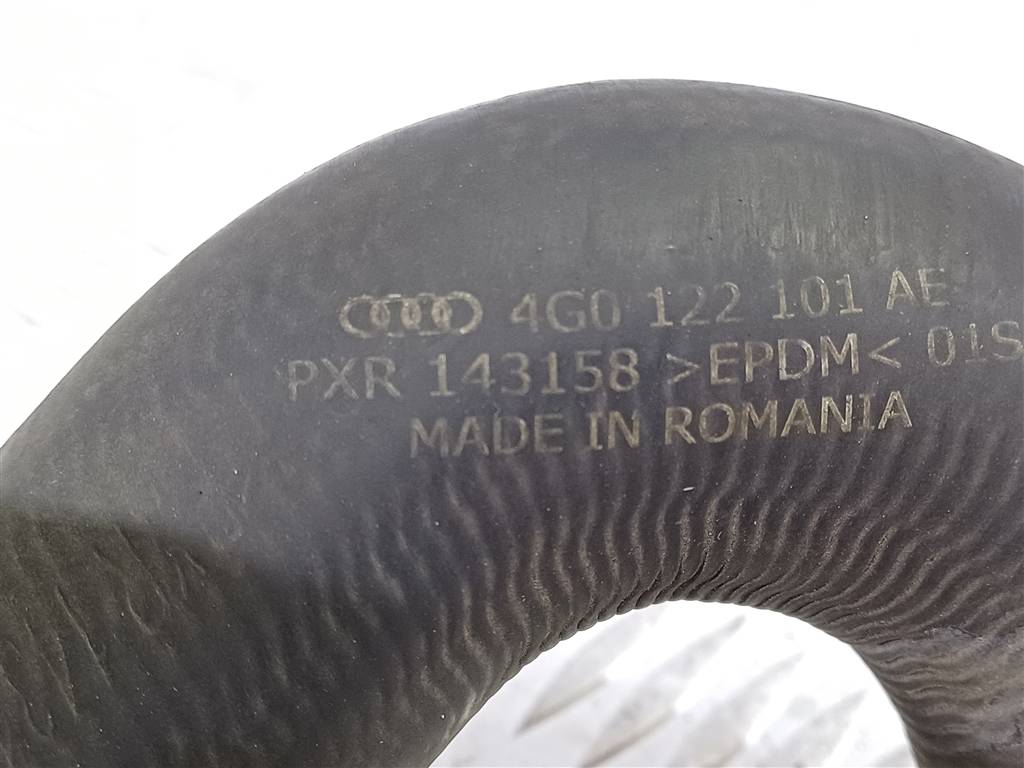 4G0 122 101 AE
PXR 143158 >EPDM< 01S
MADE IN ROMANIA